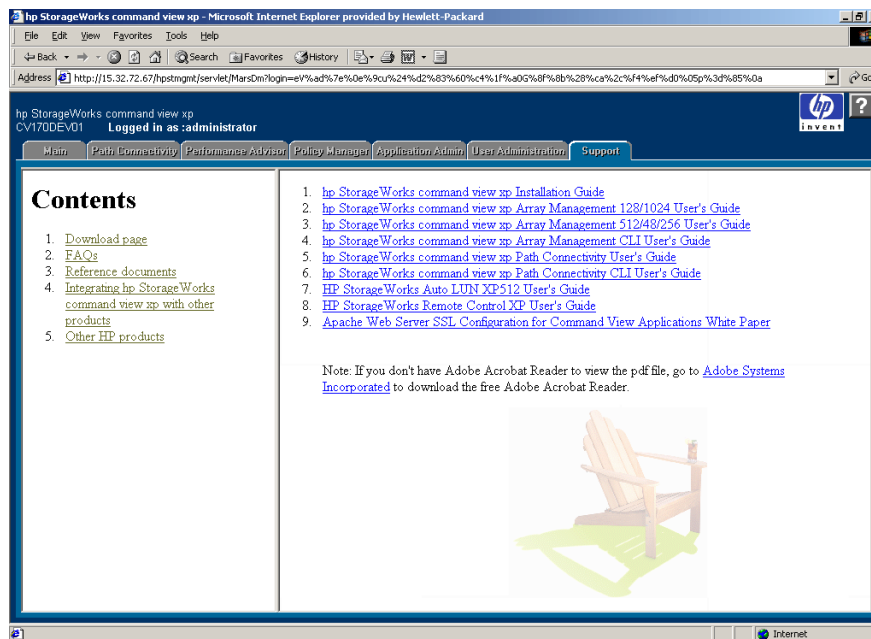 hp StorageWorks command view xp - Microsoft Internet Explorer provided by Hewlett-Packard
File Edit View Favorites Tools Help
Back Search Favorites History
Address http://15.32.72.67/hpstmgmt/servlet/MarsDm?login=eV%ad%7e%0e%9cu%24%d2%83%60%c4%1f%a0G%8f%8b%28%ca%2c%f4%ef%d0%05p%3d%85%0a Go
hp StorageWorks command view xp
CV170DEV01 Logged in as :administrator
hp
invent
?
Main Path Connectivity Performance Advisor Policy Manager Application Admin User Administration Support
Contents
1. Download page
2. FAQs
3. Reference documents
4. Integrating hp StorageWorks
command view xp with other
products
5. Other HP products
1. hp StorageWorks command view xp Installation Guide
2. hp StorageWorks command view xp Array Management 128/1024 User's Guide
3. hp StorageWorks command view xp Array Management 512/48/256 User's Guide
4. hp StorageWorks command view xp Array Management CLI User's Guide
5. hp StorageWorks command view xp Path Connectivity User's Guide
6. hp StorageWorks command view xp Path Connectivity CLI User's Guide
7. HP StorageWorks Auto LUN XP512 User's Guide
8. HP StorageWorks Remote Control XP User's Guide
9. Apache Web Server SSL Configuration for Command View Applications White Paper
Note: If you don't have Adobe Acrobat Reader to view the pdf file, go to Adobe Systems
Incorporated to download the free Adobe Acrobat Reader.
Internet